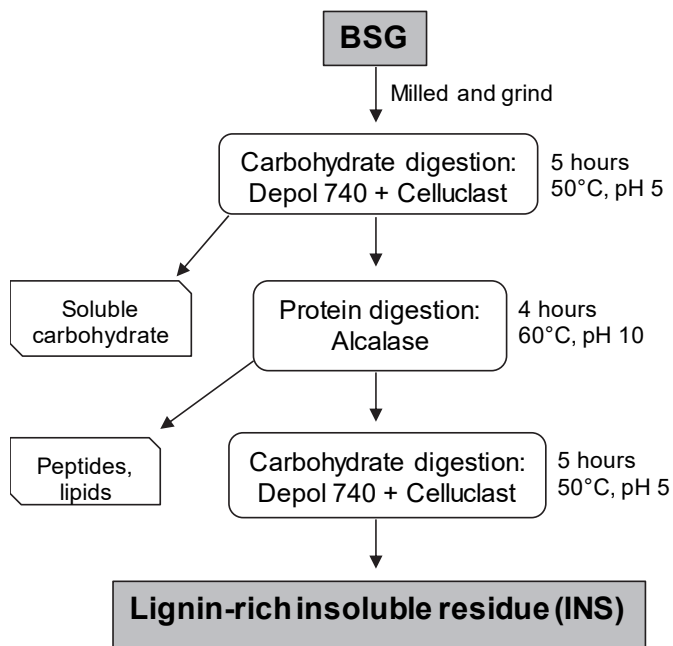 BSG
Milled and grind
Carbohydrate digestion:
Depol 740 + Celluclast
5 hours
50°C, pH 5
Soluble
carbohydrate
Protein digestion:
Alcalase
4 hours
60°C, pH 10
Peptides,
lipids
Carbohydrate digestion:
Depol 740 + Celluclast
5 hours
50°C, pH 5
Lignin-rich insoluble residue (INS)